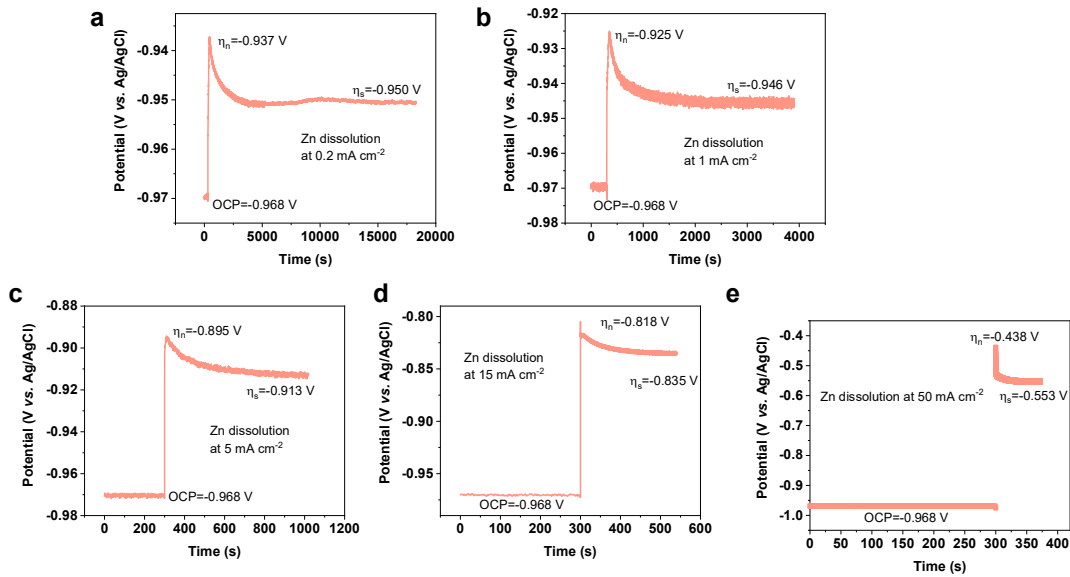 a
-0.94
-0.95
-0.96
-0.97
Potential (V vs. Ag/AgCl)
ηn=-0.937 V
ηs=-0.950 V
Zn dissolution
at 0.2 mA cm-2
OCP=-0.968 V
0 5000 10000 15000 20000
Time (s)
b
-0.92
-0.93
-0.94
-0.95
-0.96
-0.97
-0.98
Potential (V vs. Ag/AgCl)
ηn=-0.925 V
ηs=-0.946 V
Zn dissolution
at 1 mA cm-2
OCP=-0.968 V
0 1000 2000 3000 4000
Time (s)
c
-0.88
-0.90
-0.92
-0.94
-0.96
-0.98
Potential (V vs. Ag/AgCl)
ηn=-0.895 V
ηs=-0.913 V
Zn dissolution
at 5 mA cm-2
OCP=-0.968 V
0 200 400 600 800 1000 1200
Time (s)
d
-0.80
-0.85
-0.90
-0.95
Potential (V vs. Ag/AgCl)
ηn=-0.818 V
Zn dissolution
at 15 mA cm-2
ηs=-0.835 V
OCP=-0.968 V
0 100 200 300 400 500 600
Time (s)
e
-0.4
-0.5
-0.6
-0.7
-0.8
-0.9
-1.0
Potential (V vs. Ag/AgCl)
ηn=-0.438 V
Zn dissolution at 50 mA cm-2
ηs=-0.553 V
OCP=-0.968 V
0 50 100 150 200 250 300 350 400
Time (s)